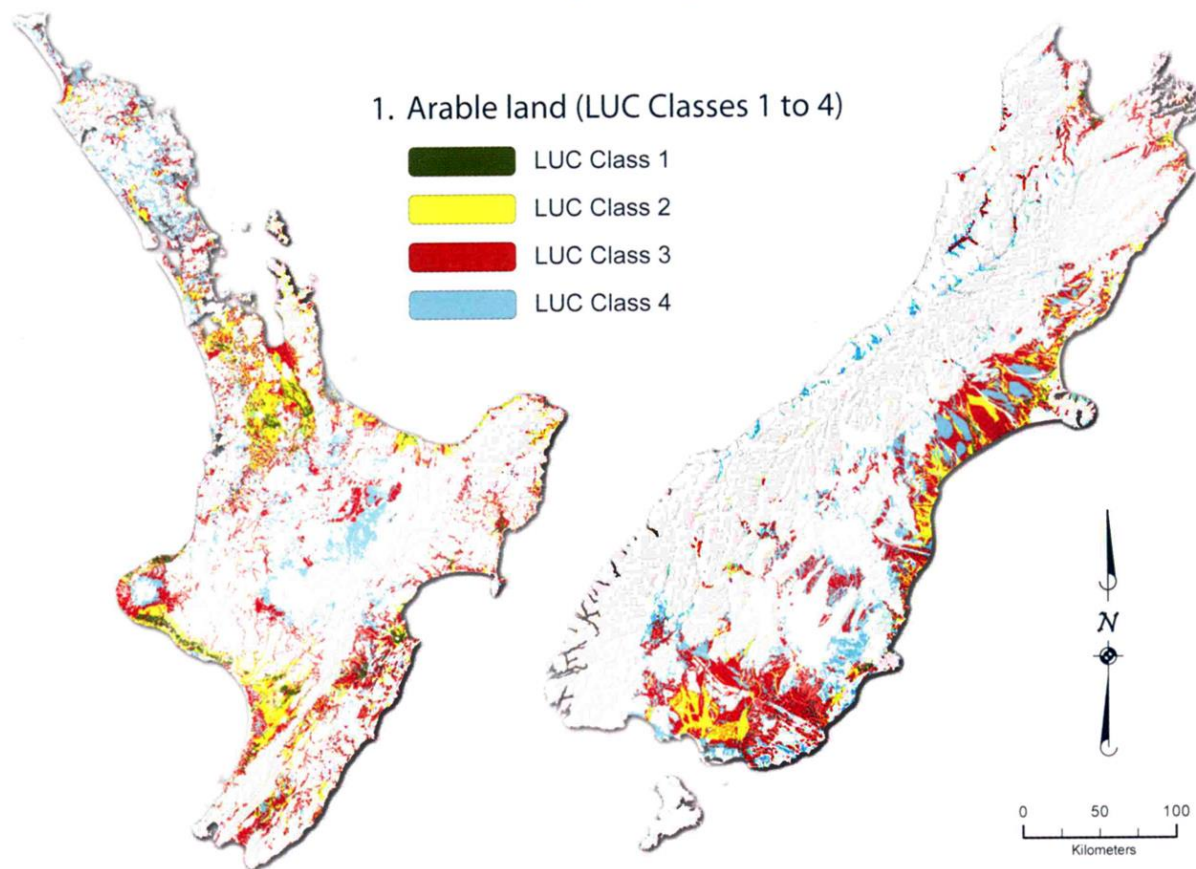 1. Arable land (LUC Classes 1 to 4)
LUC Class 1
LUC Class 2
LUC Class 3
LUC Class 4
N
0 50 100
Kilometers